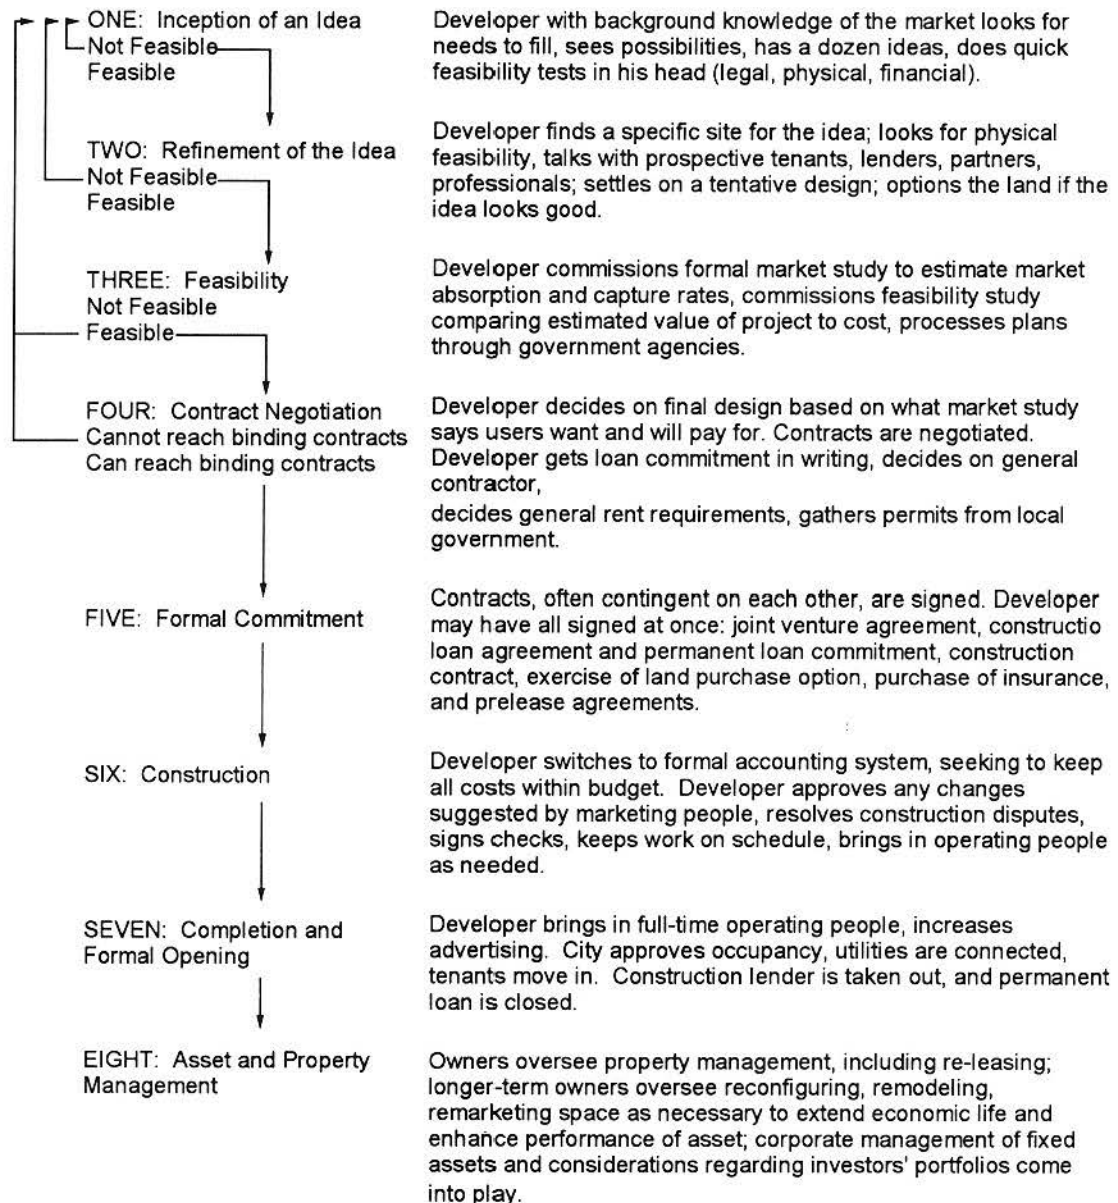 ONE: Inception of an Idea
Not Feasible
Feasible
Developer with background knowledge of the market looks for
needs to fill, sees possibilities, has a dozen ideas, does quick
feasibility tests in his head (legal, physical, financial).
TWO: Refinement of the Idea
Not Feasible
Feasible
Developer finds a specific site for the idea; looks for physical
feasibility, talks with prospective tenants, lenders, partners,
professionals; settles on a tentative design; options the land if the
idea looks good.
THREE: Feasibility
Not Feasible
Feasible
Developer commissions formal market study to estimate market
absorption and capture rates, commissions feasibility study
comparing estimated value of project to cost, processes plans
through government agencies.
FOUR: Contract Negotiation
Cannot reach binding contracts
Can reach binding contracts
Developer decides on final design based on what market study
says users want and will pay for. Contracts are negotiated.
Developer gets loan commitment in writing, decides on general
contractor,
decides general rent requirements, gathers permits from local
government.
FIVE: Formal Commitment
Contracts, often contingent on each other, are signed. Developer
may have all signed at once: joint venture agreement, constructio
loan agreement and permanent loan commitment, construction
contract, exercise of land purchase option, purchase of insurance,
and prelease agreements.
SIX: Construction
Developer switches to formal accounting system, seeking to keep
all costs within budget. Developer approves any changes
suggested by marketing people, resolves construction disputes,
signs checks, keeps work on schedule, brings in operating people
as needed.
SEVEN: Completion and
Formal Opening
Developer brings in full-time operating people, increases
advertising. City approves occupancy, utilities are connected,
tenants move in. Construction lender is taken out, and permanent
loan is closed.
EIGHT: Asset and Property
Management
Owners oversee property management, including re-leasing;
longer-term owners oversee reconfiguring, remodeling,
remarketing space as necessary to extend economic life and
enhance performance of asset; corporate management of fixed
assets and considerations regarding investors' portfolios come
into play.